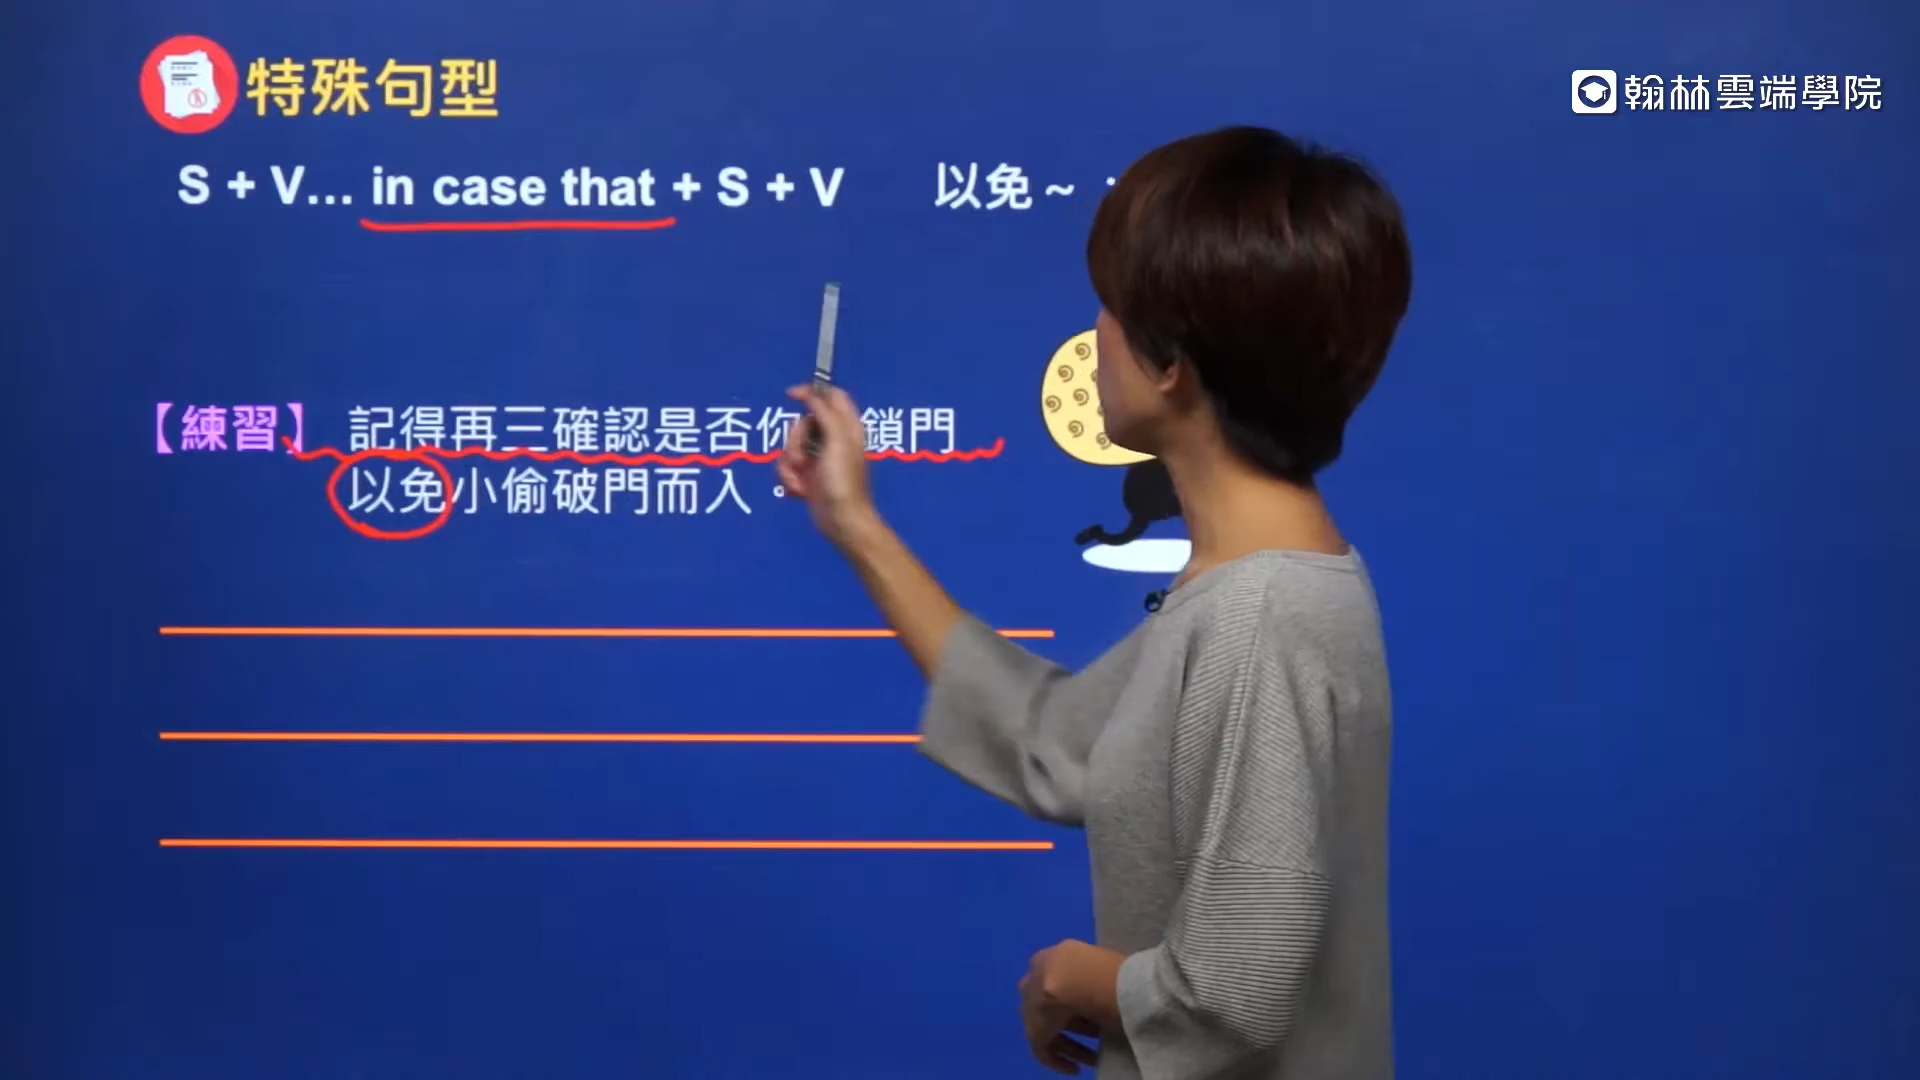 特殊句型
翰林雲端學院
S + V... in case that + S + V 以免~
【練習】 記得再三確認是否你 鎖門
以免小偷破門而入。